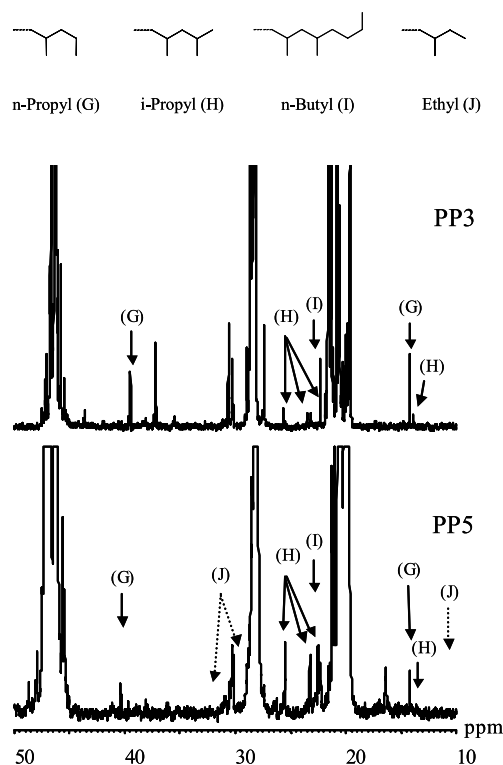 n-Propyl (G) i-Propyl (H) n-Butyl (I) Ethyl (J)
PP3
(G) (H) (I) (G) (H)
PP5
(G) (J) (H) (I) (G) (J) (H)
ppm
50 40 30 20 10